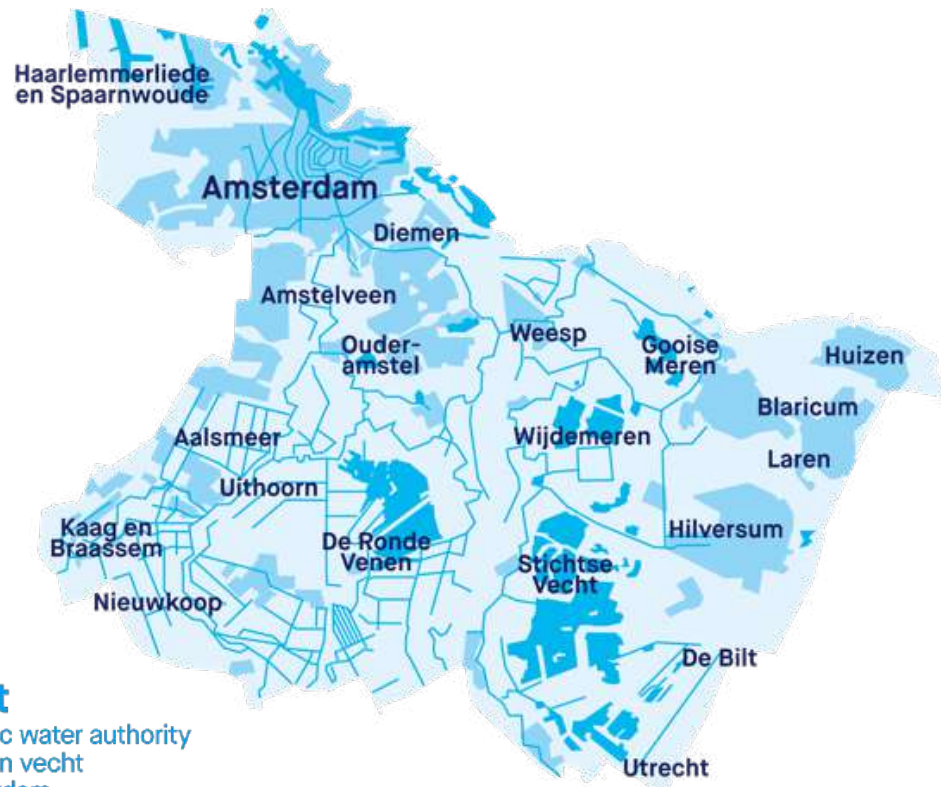 Haarlemmerliede
en Spaarnwoude
Amsterdam
Diemen
Amstelveen
Ouder-
amstel
Weesp
Gooise
Meren
Huizen
Blaricum
Aalsmeer
Wijdemeren
Laren
Uithoorn
Kaag en
Braassem
De Ronde
Venen
Hilversum
Stichtse
Vecht
Nieuwkoop
De Bilt
t
c water authority
n vecht
Utrecht